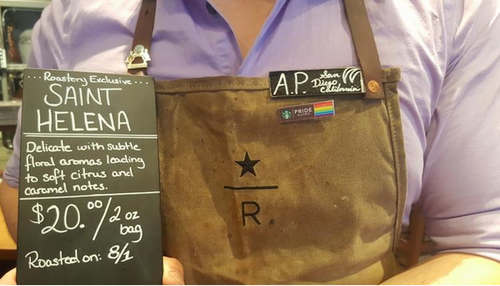 Roastery Exclusive
SAINT
HELENA
Delicate with subtle
floral aromas leading
to soft citrus and
caramel notes.
$20.00/2 oz
bag
Roasted on: 8/1
A.P. San
Diego
California
PRIDE
R